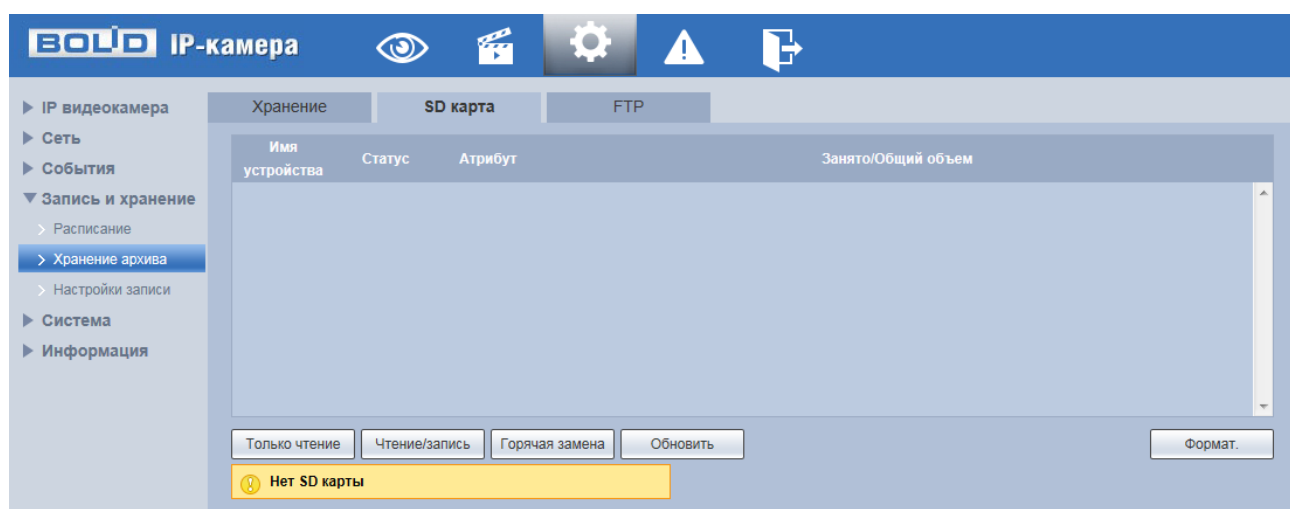 BOLID IP-камера
IP видеокамера
Сеть
События
Запись и хранение
Расписание
Хранение архива
Настройки записи
Система
Информация
Хранение SD карта FTP
Имя устройства Статус Атрибут Занято/Общий объем
Только чтение Чтение/запись Горячая замена Обновить Формат.
Нет SD карты